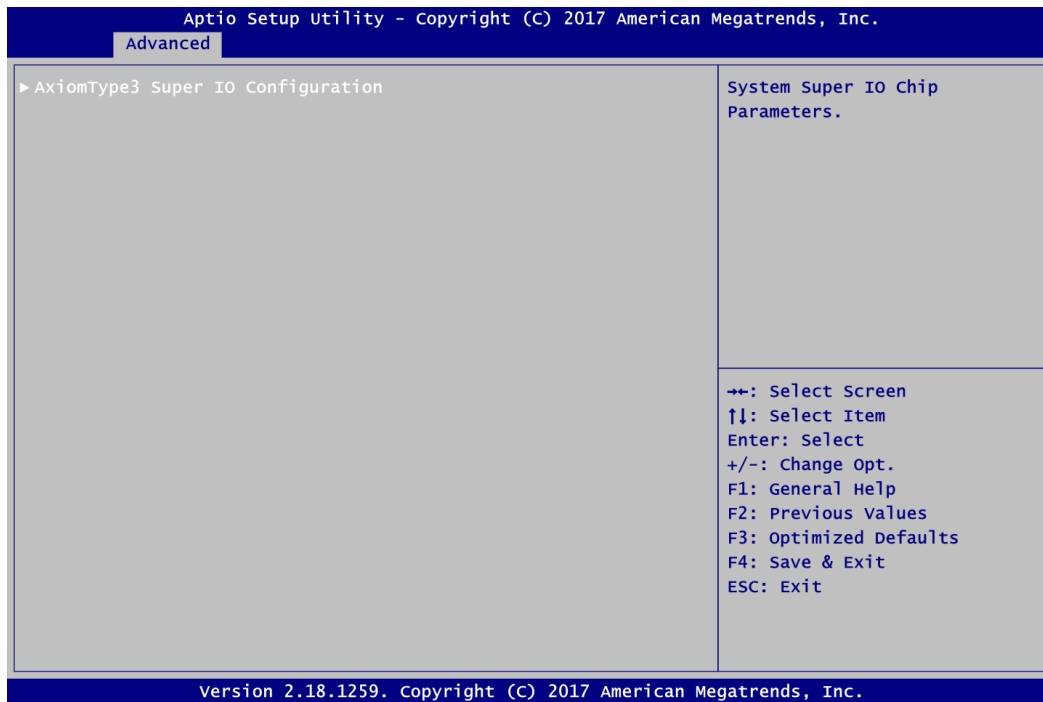 Aptio Setup Utility – Copyright (C) 2017 American Megatrends, Inc.
Advanced
▶ AxiomType3 Super IO Configuration
System Super IO Chip
Parameters.
→←: Select Screen
↑↓: Select Item
Enter: Select
+/-: Change Opt.
F1: General Help
F2: Previous Values
F3: Optimized Defaults
F4: Save & Exit
ESC: Exit
Version 2.18.1259. Copyright (C) 2017 American Megatrends, Inc.